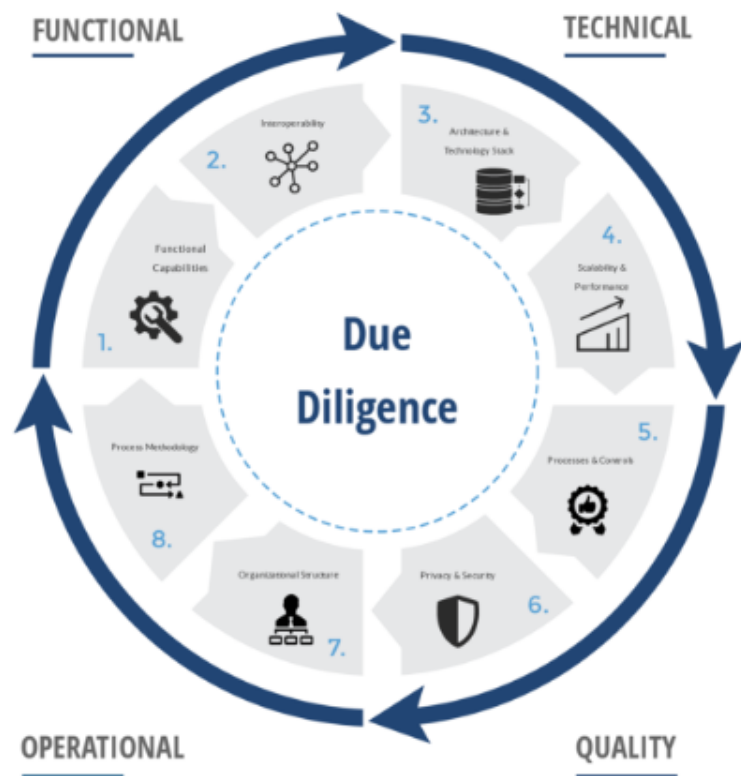 FUNCTIONAL
TECHNICAL
1.
Functional
Capabilities
2.
Interoperability
3.
Architecture &
Technology Stack
4.
Scalability &
Performance
5.
Processes & Controls
6.
Privacy & Security
7.
Organizational Structure
8.
Process Methodology
Due
Diligence
OPERATIONAL
QUALITY